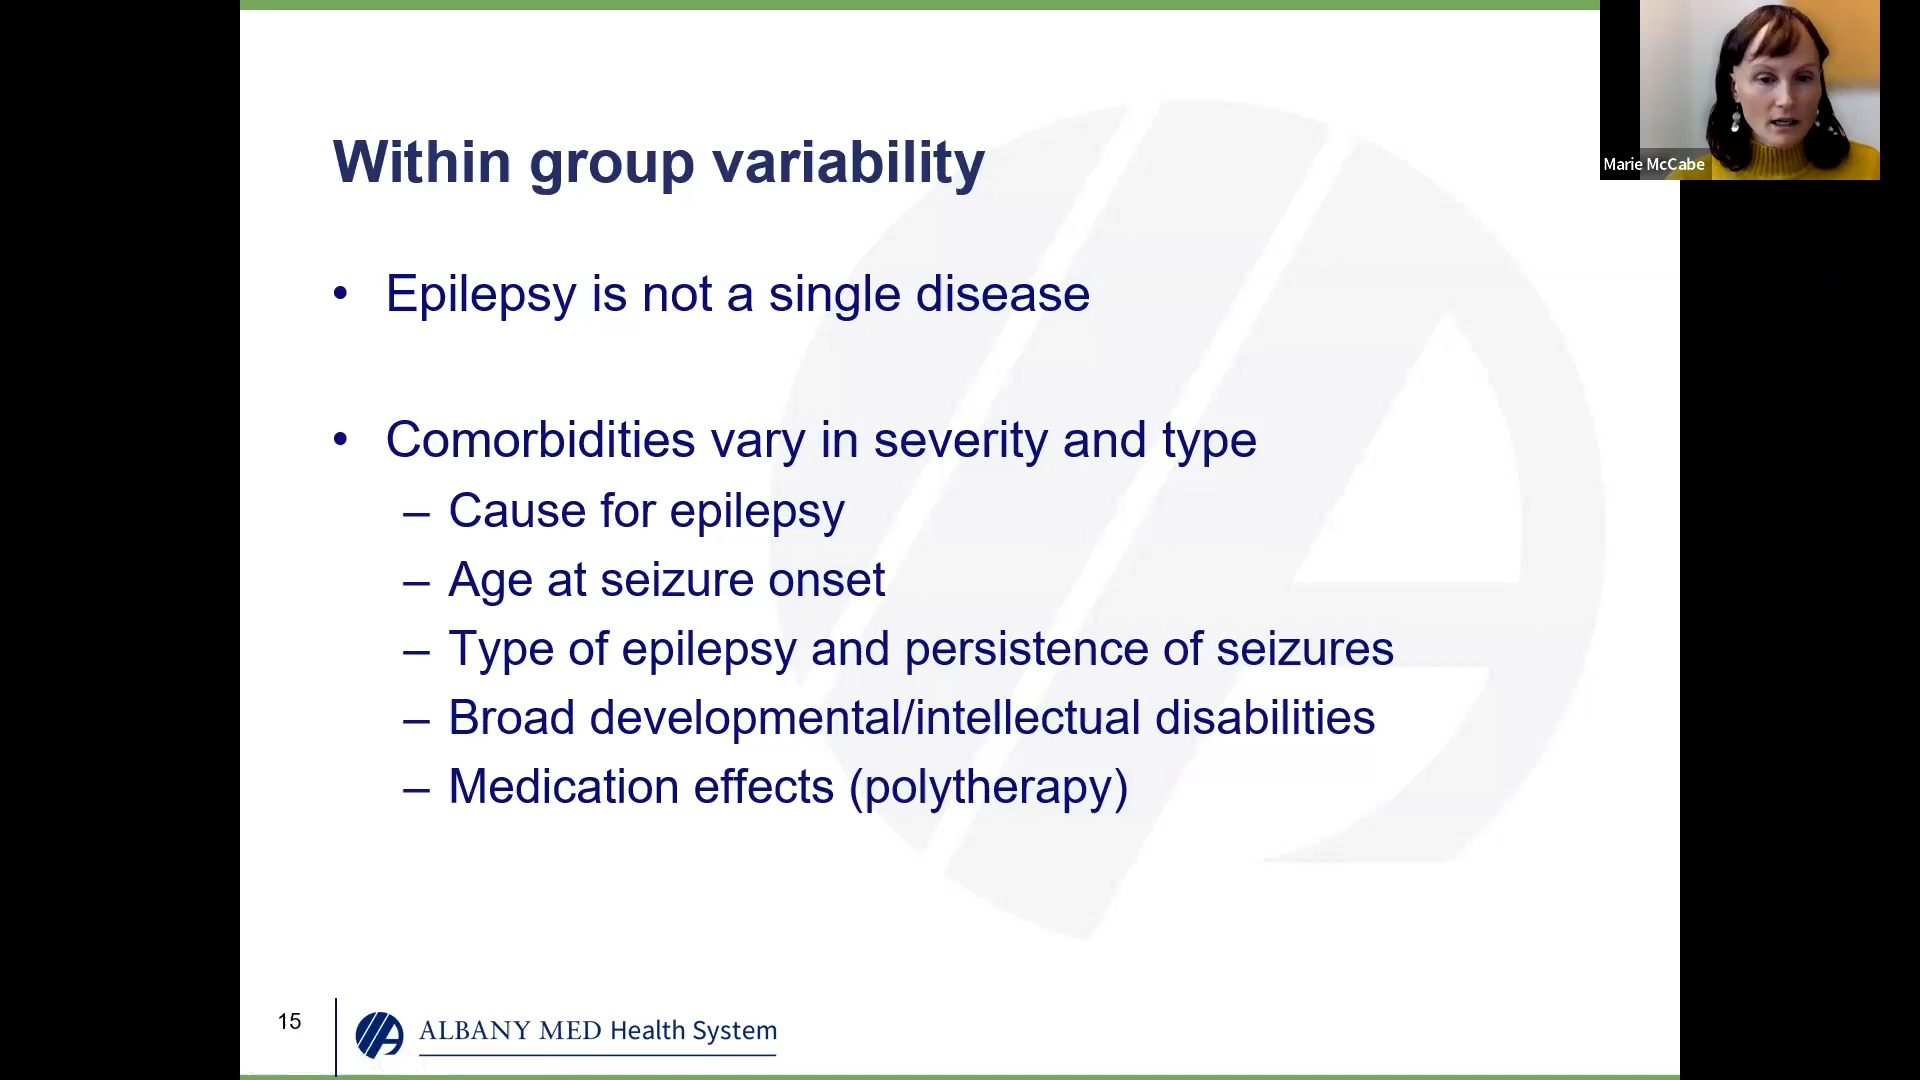 Within group variability
• Epilepsy is not a single disease
• Comorbidities vary in severity and type
– Cause for epilepsy
– Age at seizure onset
– Type of epilepsy and persistence of seizures
– Broad developmental/intellectual disabilities
– Medication effects (polytherapy)
15
ALBANY MED Health System
Marie McCabe